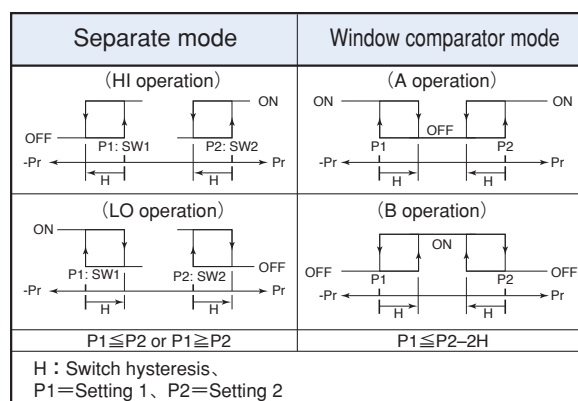 Separate mode
Window comparator mode
(HI operation)
(A operation)
ON
ON
ON
OFF
OFF
P1: SW1
P2: SW2
P1
P2
-Pr
Pr
-Pr
Pr
H
H
H
H
(LO operation)
(B operation)
ON
ON
P1: SW1
P2: SW2
OFF
OFF
P1
P2
OFF
-Pr
Pr
-Pr
Pr
H
H
H
H
P1≦P2 or P1≧P2
P1≦P2–2H
H：Switch hysteresis、
P1＝Setting 1、P2＝Setting 2